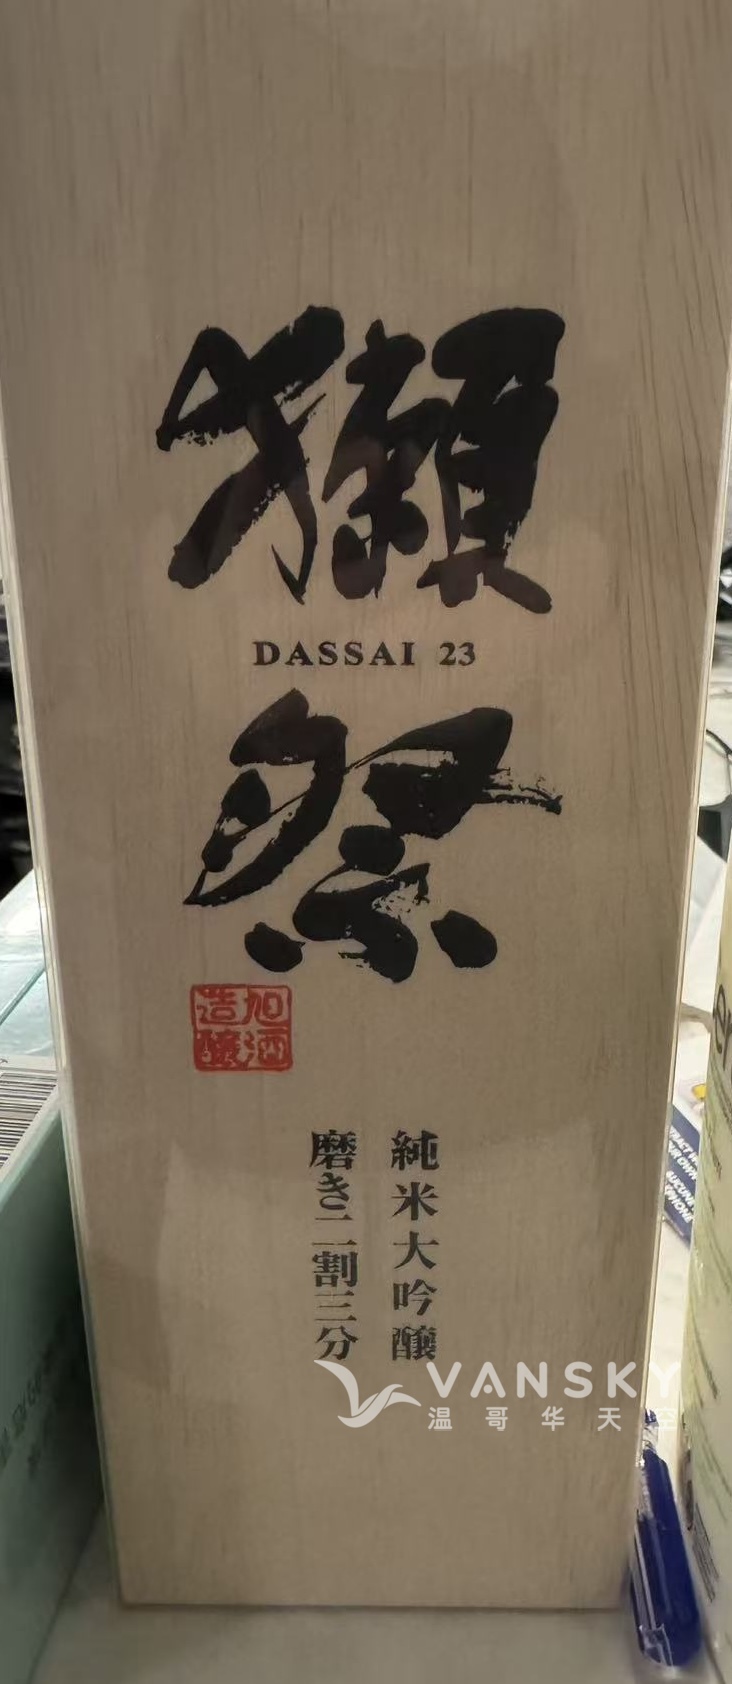 獺
DASSAI 23
祭
旭酒
造醸
純米大吟醸
磨き二割三分
VANSKY
温哥华天空